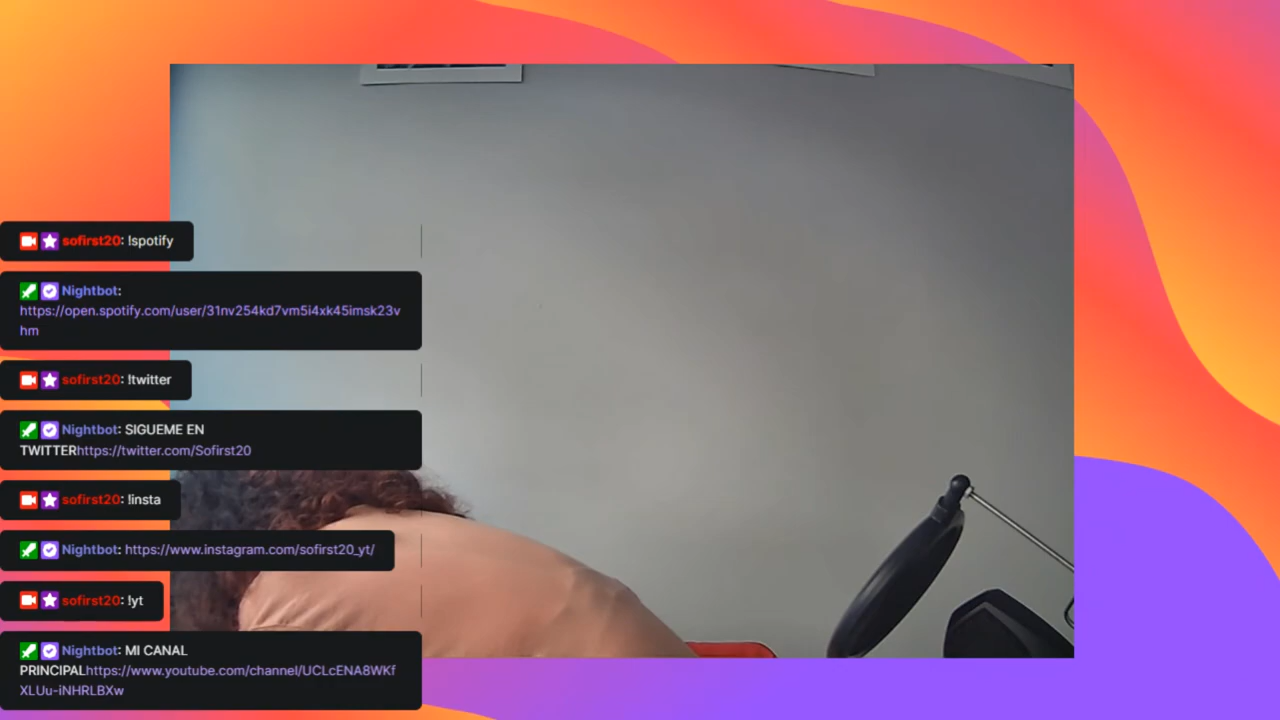 sofirst20: !spotify
Nightbot:
https://open.spotify.com/user/31nv254kd7vm5i4xk45imsk23v
hm
sofirst20: !twitter
Nightbot: SIGUEME EN
TWITTERhttps://twitter.com/Sofirst20
sofirst20: !insta
Nightbot: https://www.instagram.com/sofirst20_yt/
sofirst20: !yt
Nightbot: MI CANAL
PRINCIPALhttps://www.youtube.com/channel/UCLcENA8WKf
XLUu-iNHRLBXw